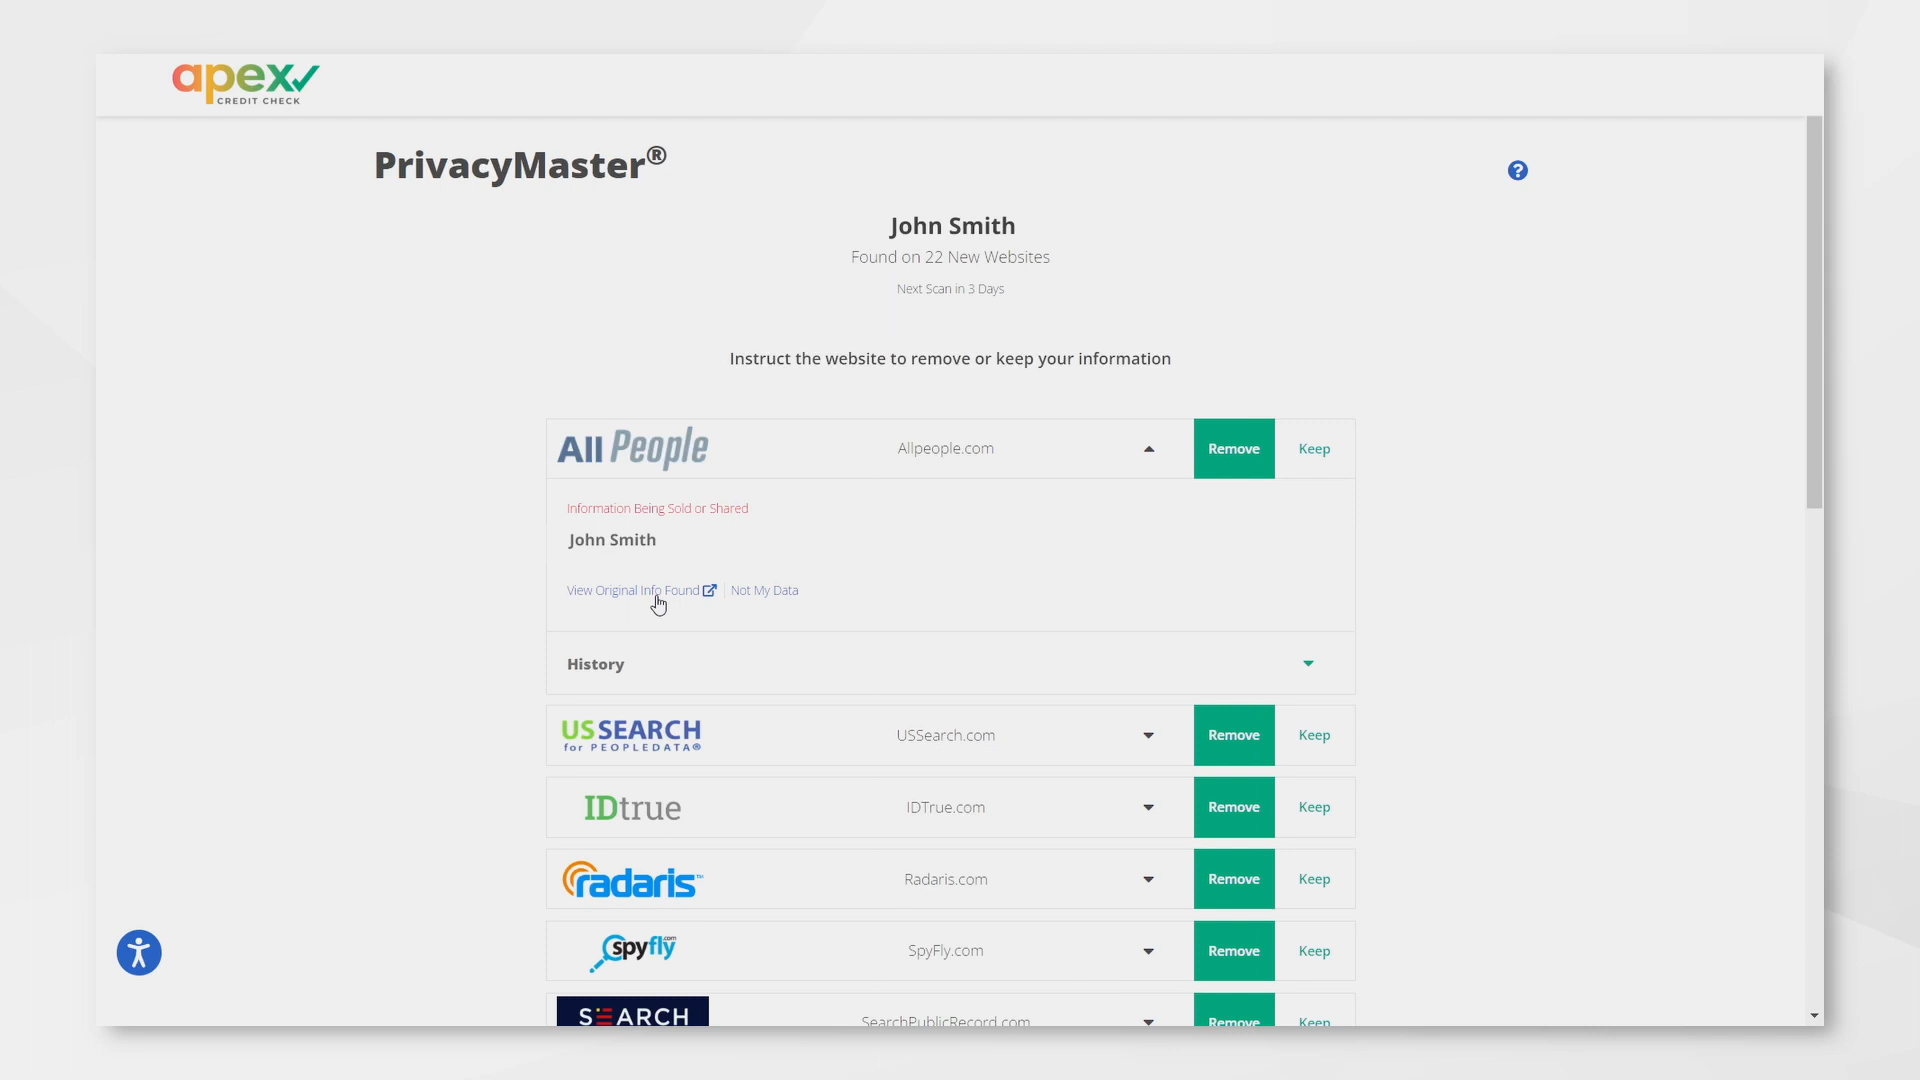 apex
CREDIT CHECK
PrivacyMaster®
?
John Smith
Found on 22 New Websites
Next Scan in 3 Days
Instruct the website to remove or keep your information
All People
Allpeople.com
Remove
Keep
Information Being Sold or Shared
John Smith
View Original Info Found
Not My Data
History
US SEARCH
for PEOPLEDATA®
USSearch.com
Remove
Keep
IDtrue
IDTrue.com
Remove
Keep
radaris™
Radaris.com
Remove
Keep
spyfly.com
SpyFly.com
Remove
Keep
SEARCH
SearchPublicRecord.com
Remove
Keep